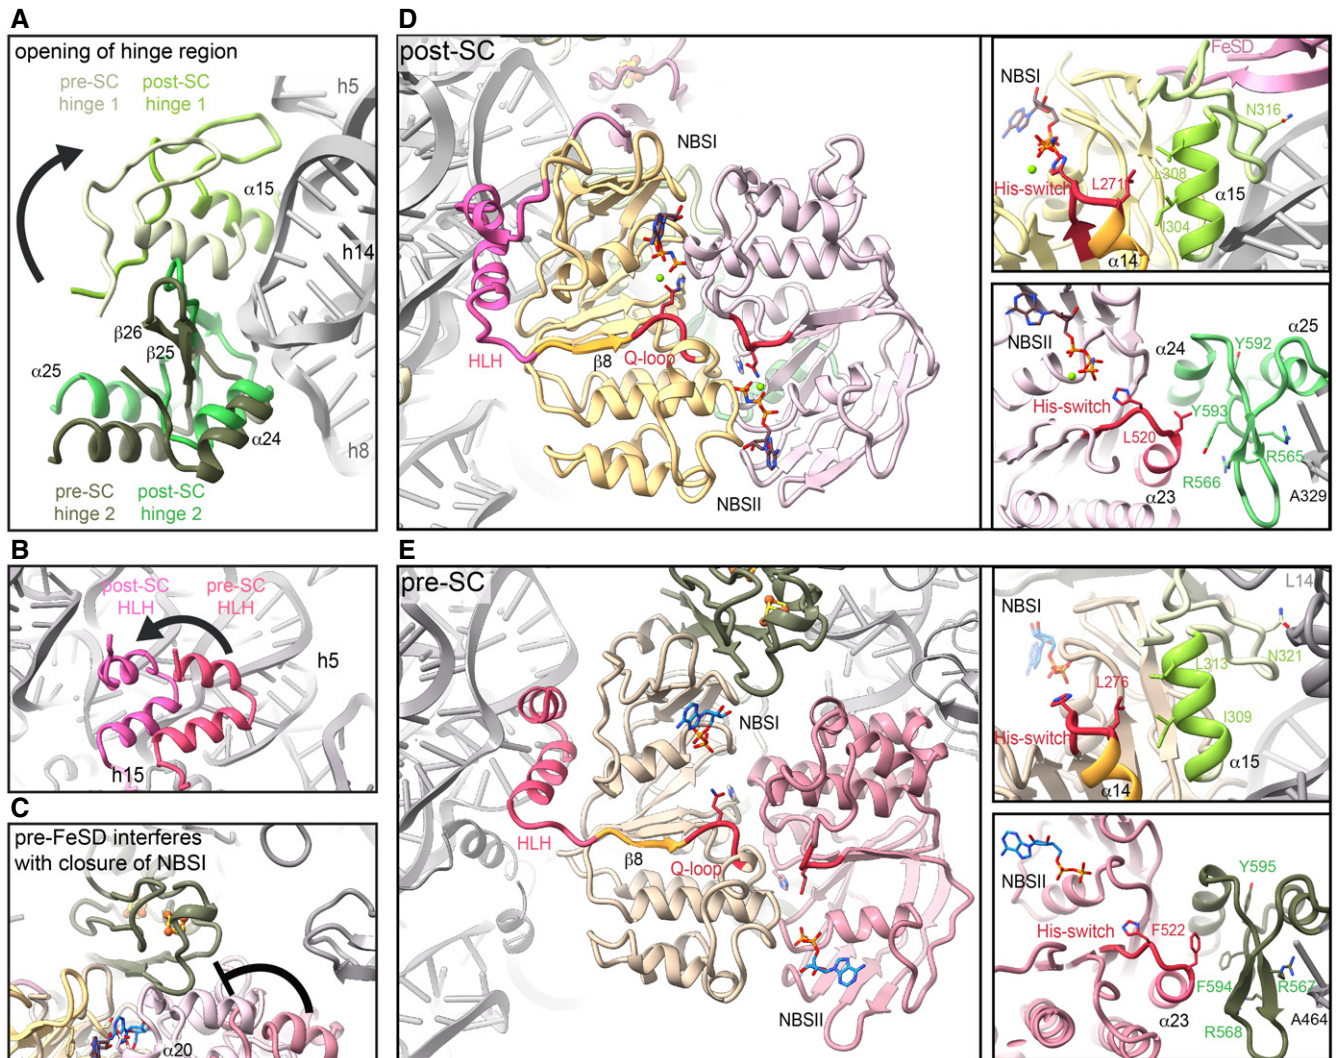 A
opening of hinge region
pre-SC
hinge 1
post-SC
hinge 1
h5
α15
h14
β26
β25
α25
α24
h8
pre-SC
hinge 2
post-SC
hinge 2
B
post-SC
HLH
pre-SC
HLH
h5
h15
C
pre-FeSD interferes
with closure of NBSI
α20
D
post-SC
NBSI
HLH
β8
Q-loop
NBSII
FeSD
NBSI
N316
His-switch
L271
L308
α15
I304
α14
NBSII
α25
α24
Y592
His-switch
Y593
L520
R565
R566
α23
A329
E
pre-SC
NBSI
HLH
β8
Q-loop
NBSII
L14
NBSI
N321
L313
L276
I309
His-switch
α15
α14
Y595
NBSII
His-switch
F522
F594
R567
α23
A464
R568